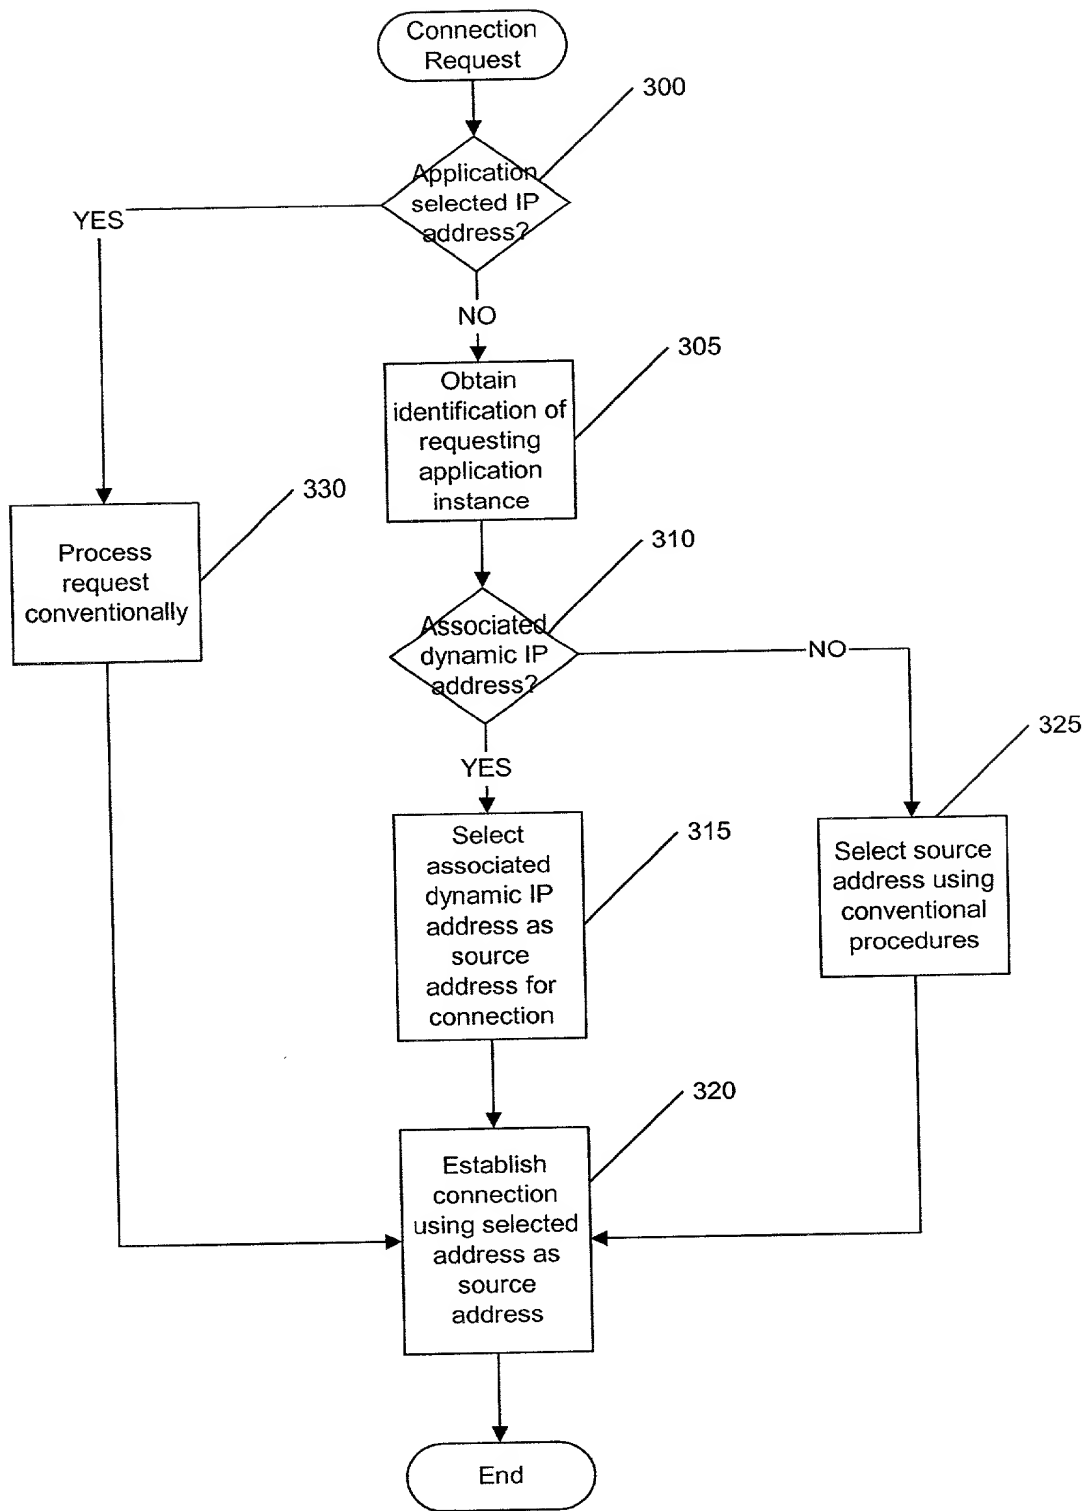 Connection
Request
300
Application
selected IP
address?
YES
NO
305
Obtain
identification of
requesting
application
instance
330
Process
request
conventionally
310
Associated
dynamic IP
address?
NO
YES
325
Select source
address using
conventional
procedures
315
Select
associated
dynamic IP
address as
source
address for
connection
320
Establish
connection
using selected
address as
source
address
End